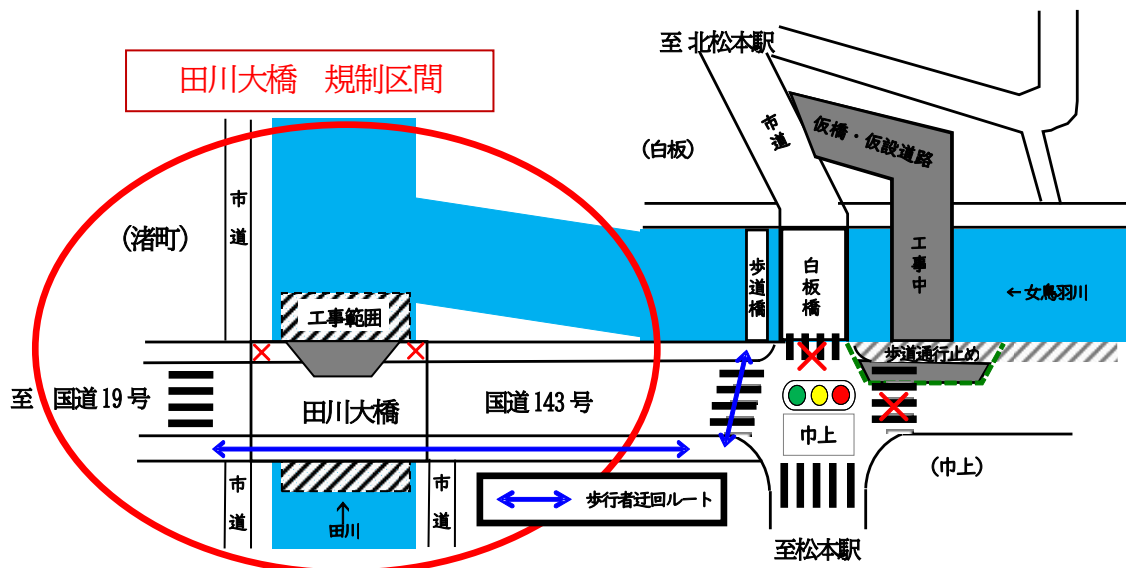 至 北松本駅
田川大橋　規制区間
市道
仮橋・仮設道路
(白板)
市道
(渚町)
歩道橋
白板橋
工事中
←女鳥羽川
工事範囲
歩道通行止め
至 国道19号
田川大橋
国道143号
巾上
(巾上)
市道
↑
田川
市道
歩行者迂回ルート
至松本駅